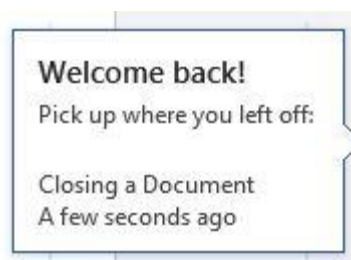 Welcome back!
Pick up where you left off:
Closing a Document
A few seconds ago